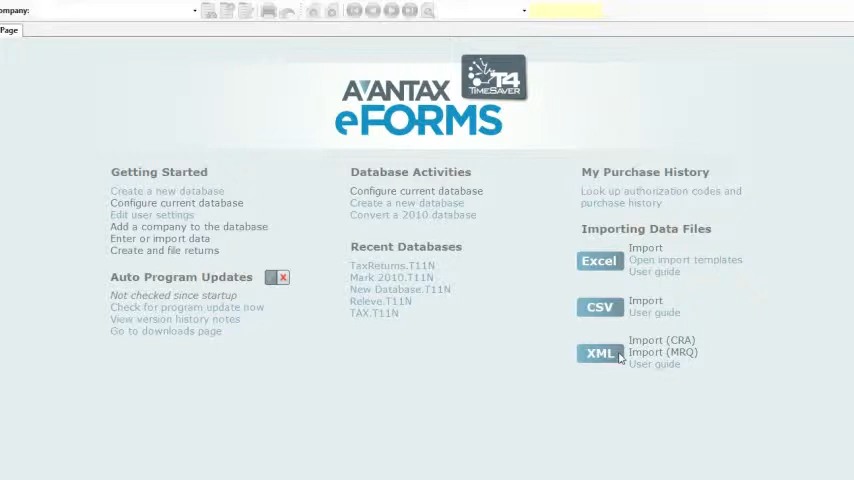 ompany:
Page
T4
TIMESAVER
AVANTAX
eFORMS
Getting Started
Create a new database
Configure current database
Edit user settings
Add a company to the database
Enter or import data
Create and file returns
Auto Program Updates
Not checked since startup
Check for program update now
View version history notes
Go to downloads page
Database Activities
Configure current database
Create a new database
Convert a 2010 database
Recent Databases
TaxReturns.T11N
Mark 2010.T11N
New Database.T11N
Releve.T11N
TAX.T11N
My Purchase History
Look up authorization codes and
purchase history
Importing Data Files
Excel
Import
Open import templates
User guide
CSV
Import
User guide
XML
Import (CRA)
Import (MRQ)
User guide